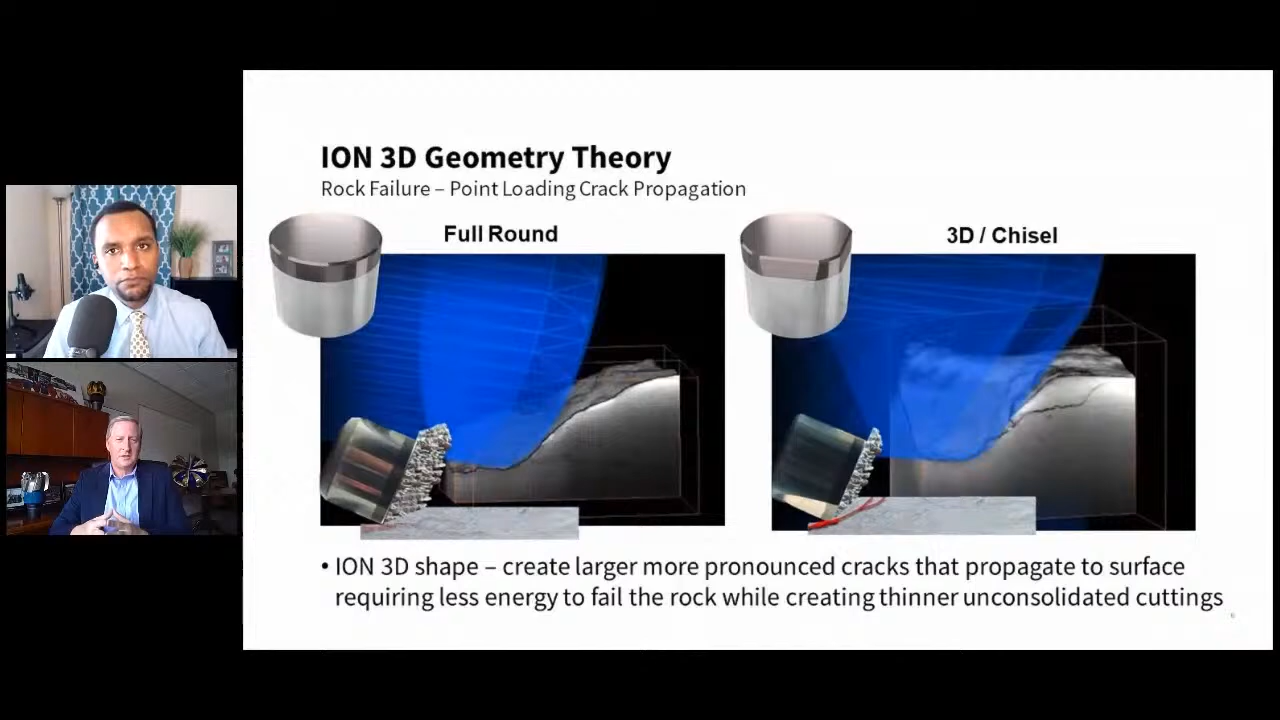 ION 3D Geometry Theory
Rock Failure – Point Loading Crack Propagation
Full Round
3D / Chisel
• ION 3D shape – create larger more pronounced cracks that propagate to surface
requiring less energy to fail the rock while creating thinner unconsolidated cuttings